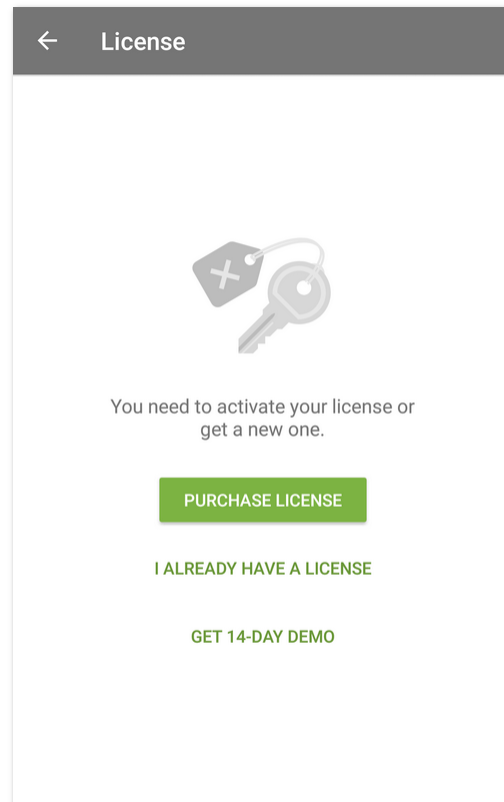 License
You need to activate your license or
get a new one.
PURCHASE LICENSE
I ALREADY HAVE A LICENSE
GET 14-DAY DEMO